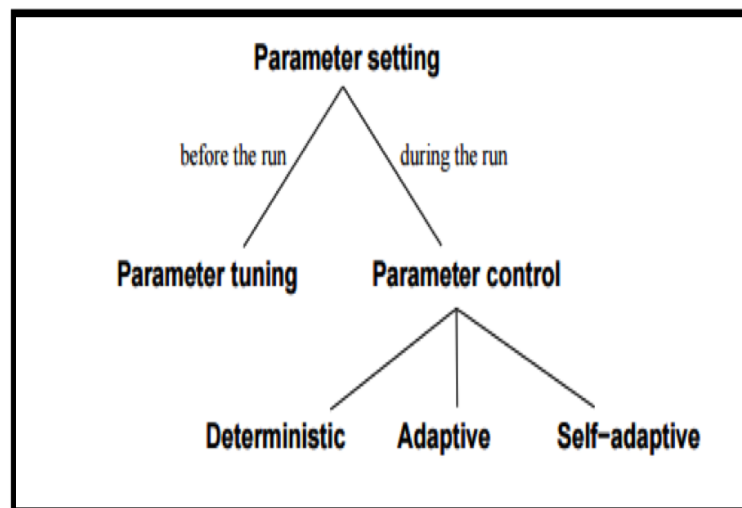 Parameter setting
before the run
during the run
Parameter tuning
Parameter control
Deterministic
Adaptive
Self-adaptive